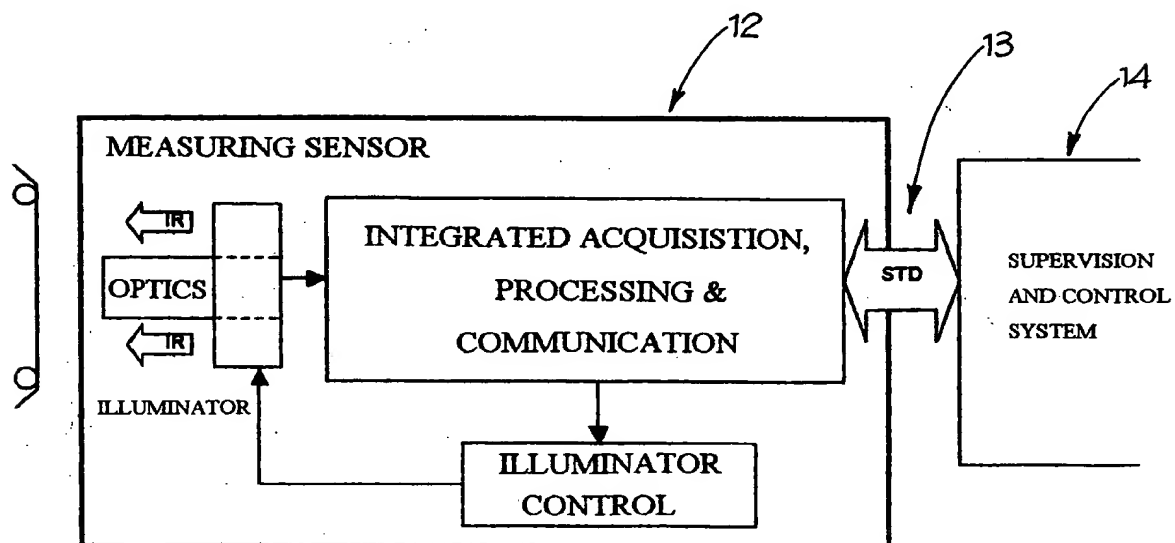 12
13
14
MEASURING SENSOR
IR
INTEGRATED ACQUISISTION,
PROCESSING &
COMMUNICATION
OPTICS
STD
SUPERVISION
AND CONTROL
SYSTEM
IR
ILLUMINATOR
ILLUMINATOR
CONTROL